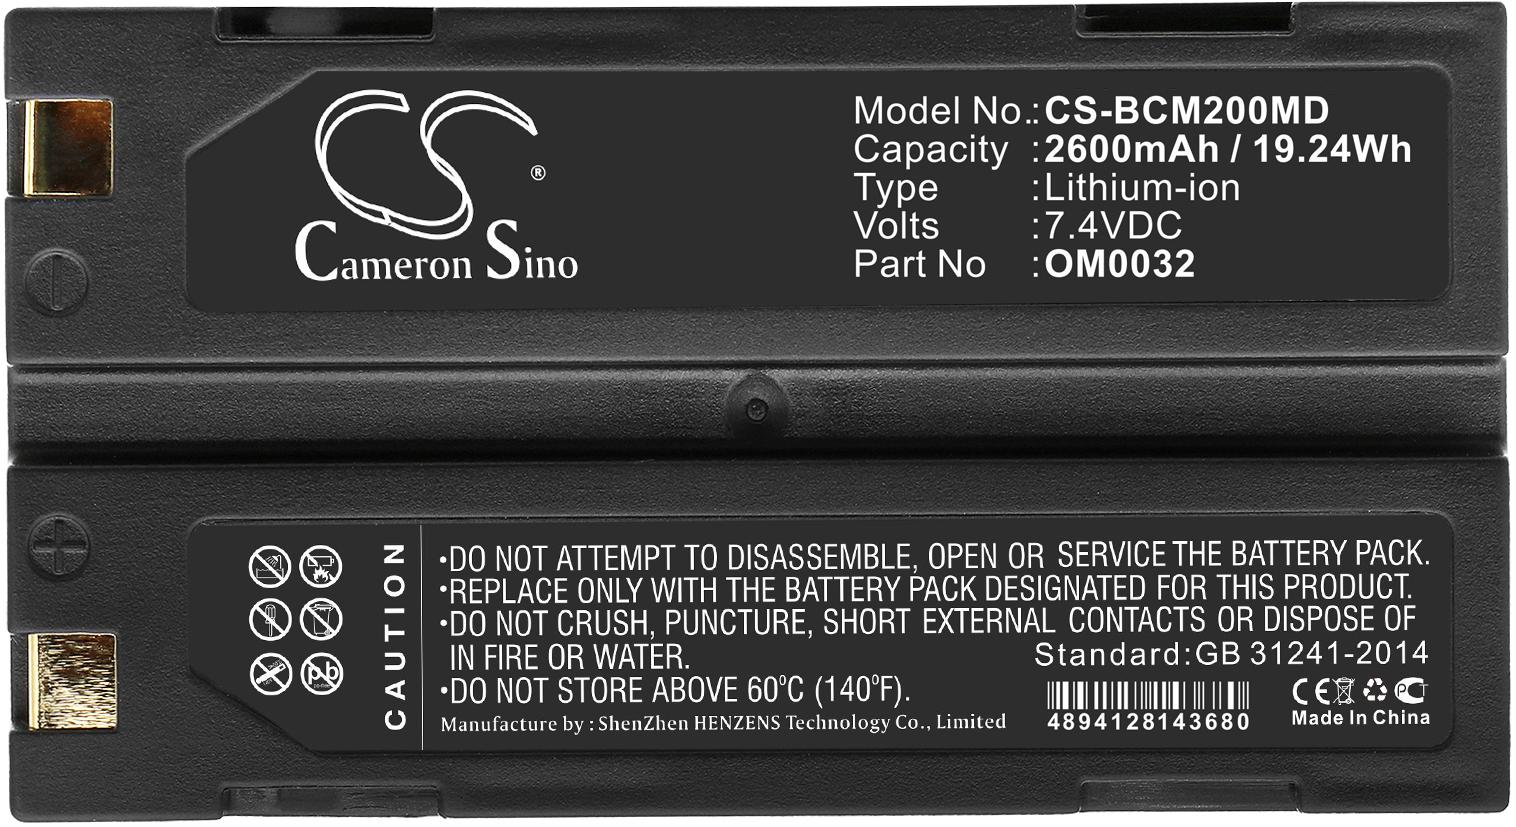 CS
®
Cameron Sino
Model No.:CS-BCM200MD
Capacity :2600mAh / 19.24Wh
Type :Lithium-ion
Volts :7.4VDC
Part No :OM0032
CAUTION
•DO NOT ATTEMPT TO DISASSEMBLE, OPEN OR SERVICE THE BATTERY PACK.
•REPLACE ONLY WITH THE BATTERY PACK DESIGNATED FOR THIS PRODUCT.
•DO NOT CRUSH, PUNCTURE, SHORT EXTERNAL CONTACTS OR DISPOSE OF
IN FIRE OR WATER.
•DO NOT STORE ABOVE 60°C (140°F).
Standard:GB 31241-2014
Manufacture by : ShenZhen HENZENS Technology Co., Limited
4894128143680
CE
Made In China
pb